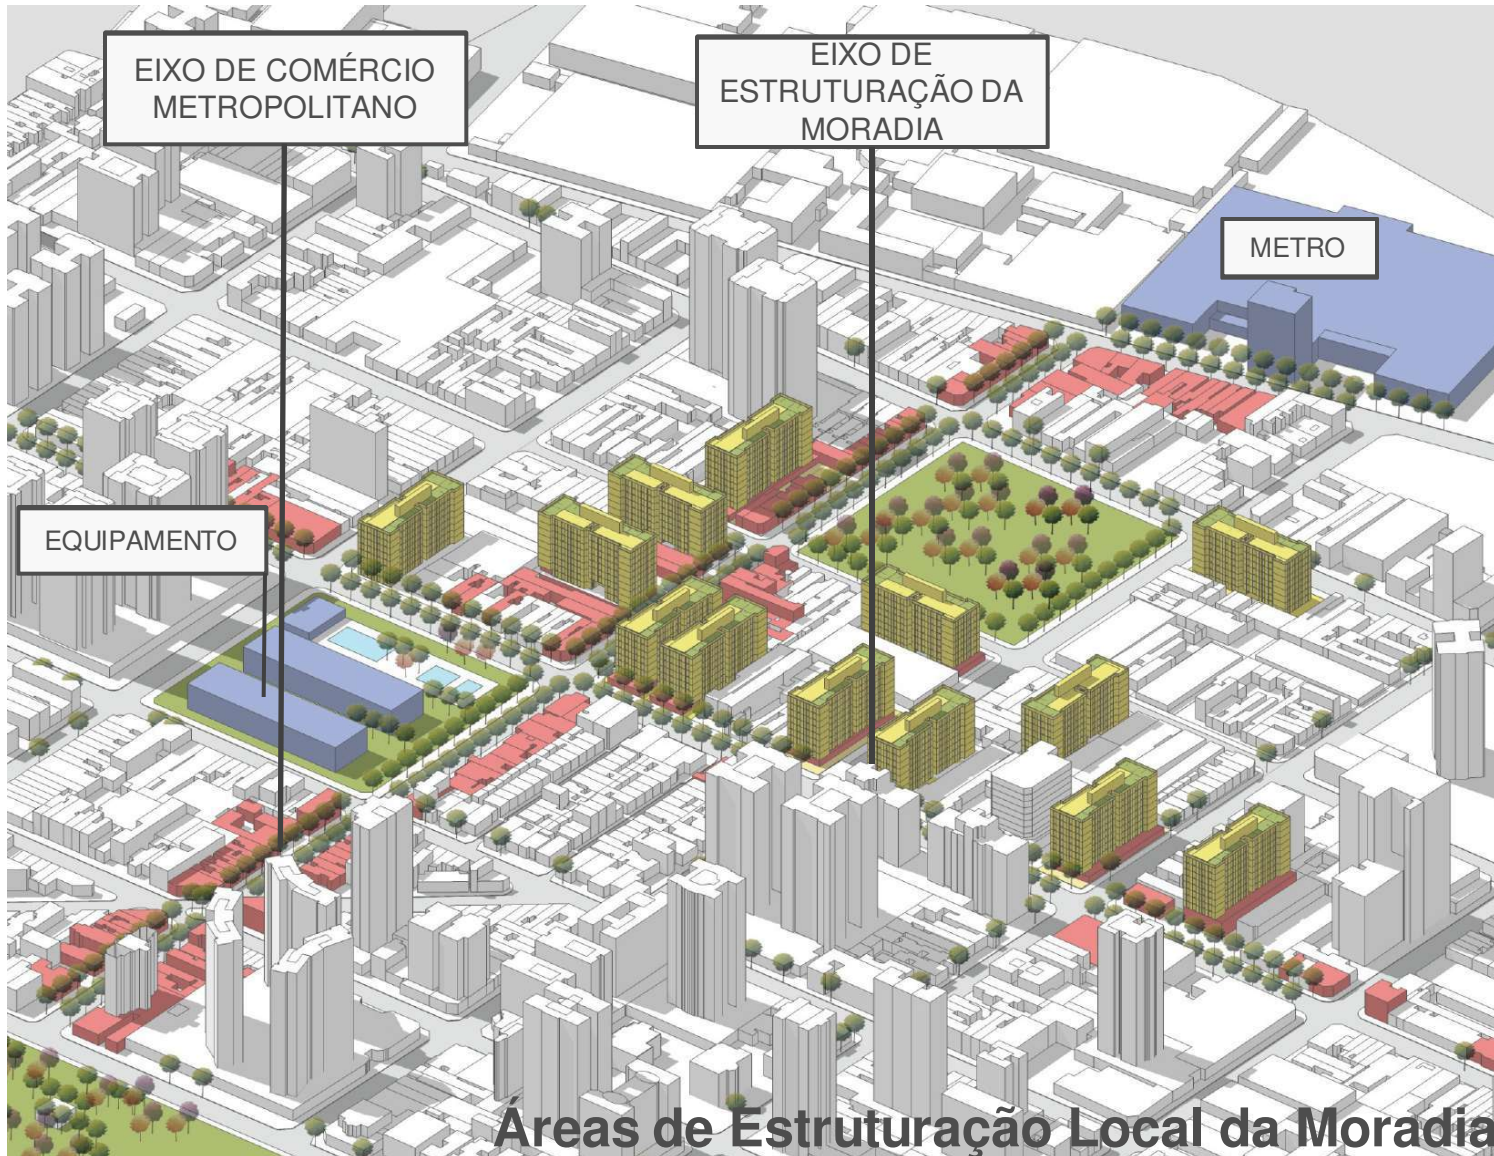 EIXO DE COMÉRCIO
METROPOLITANO
EIXO DE
ESTRUTURAÇÃO DA
MORADIA
METRO
EQUIPAMENTO
Áreas de Estruturação Local da Moradia